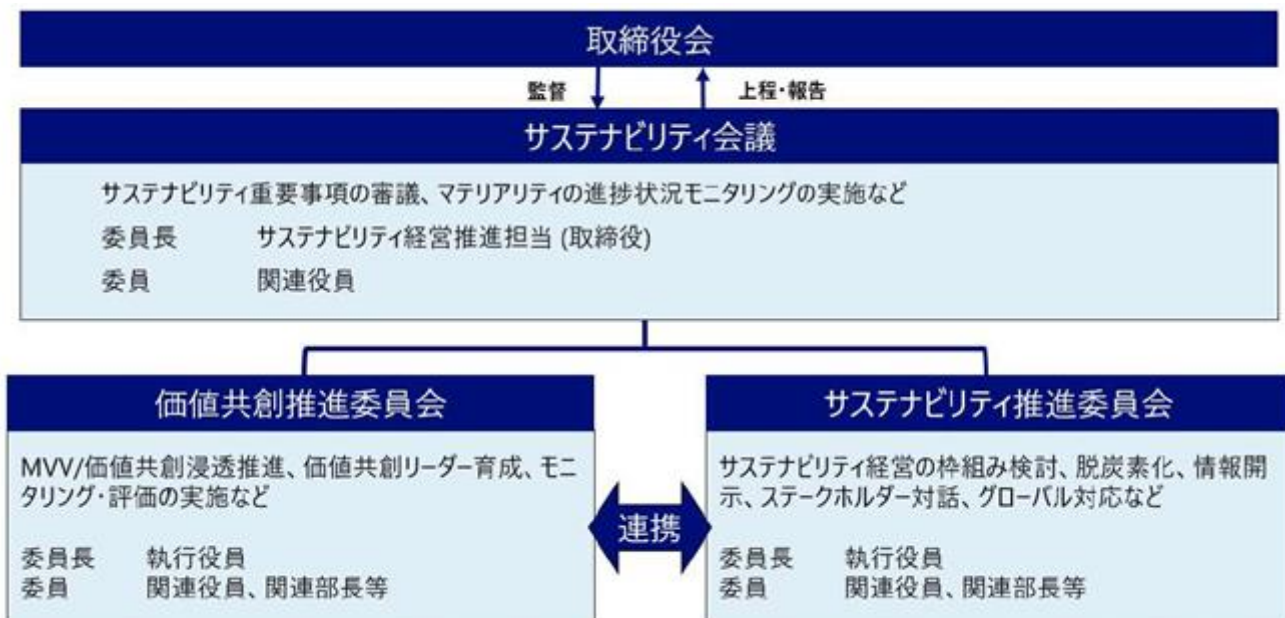 取締役会
監督
上程・報告
サステナビリティ会議
サステナビリティ重要事項の審議、マテリアリティの進捗状況モニタリングの実施など
委員長 サステナビリティ経営推進担当 (取締役)
委員 関連役員
価値共創推進委員会
MVV/価値共創浸透推進、価値共創リーダー育成、モニ
タリング・評価の実施など
委員長 執行役員
委員 関連役員、関連部長等
連携
サステナビリティ推進委員会
サステナビリティ経営の枠組み検討、脱炭素化、情報開
示、ステークホルダー対話、グローバル対応など
委員長 執行役員
委員 関連役員、関連部長等